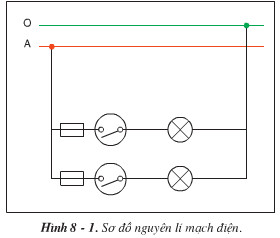 O
A
Hình 8 - 1. Sơ đồ nguyên lí mạch điện.